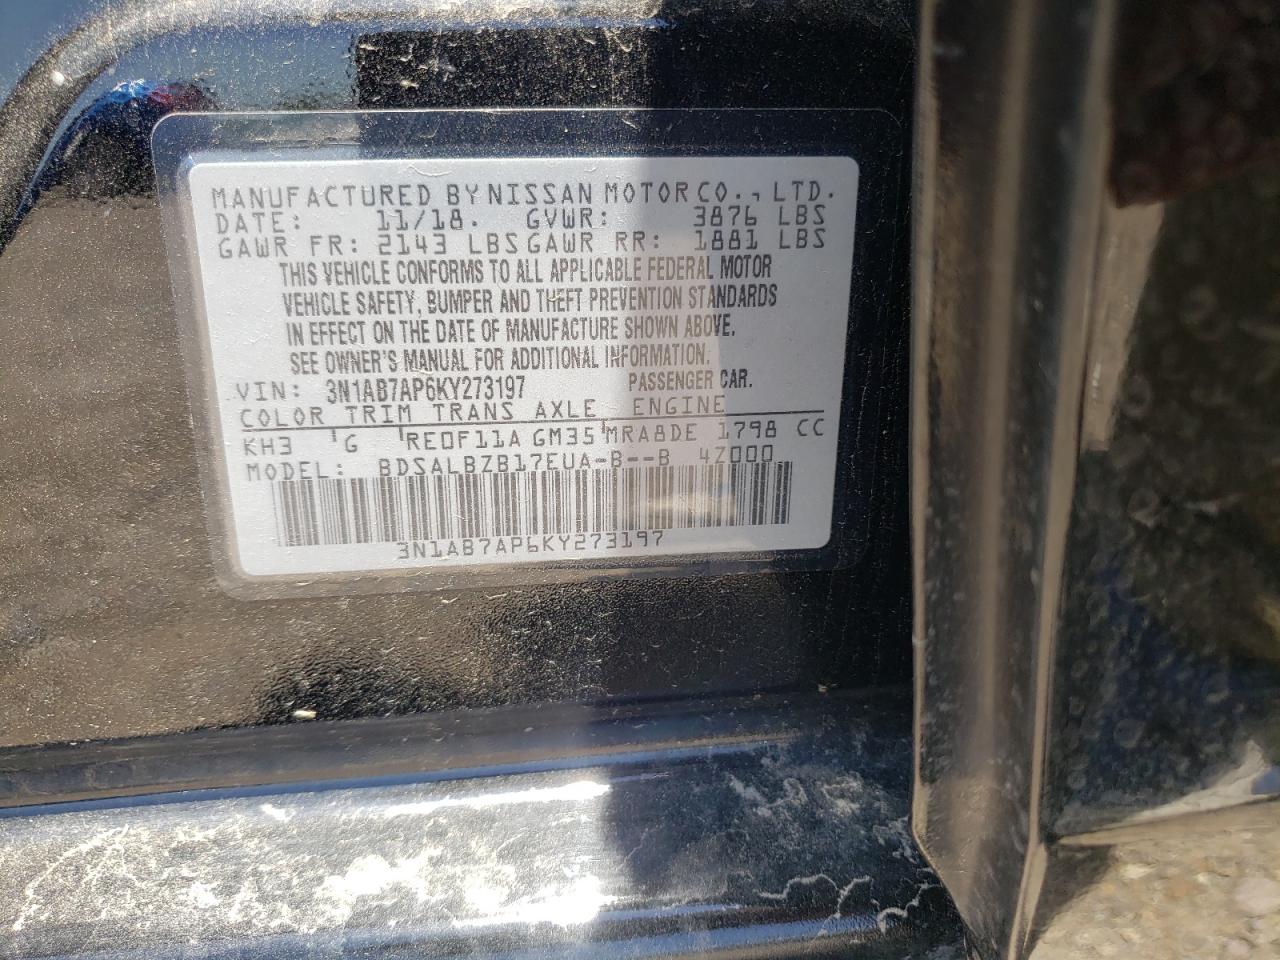 MANUFACTURED BY NISSAN MOTOR CO., LTD.
DATE: 11/18. GVWR: 3876 LBS
GAWR FR: 2143 LBS GAWR RR: 1881 LBS
THIS VEHICLE CONFORMS TO ALL APPLICABLE FEDERAL MOTOR
VEHICLE SAFETY, BUMPER AND THEFT PREVENTION STANDARDS
IN EFFECT ON THE DATE OF MANUFACTURE SHOWN ABOVE.
SEE OWNER'S MANUAL FOR ADDITIONAL INFORMATION.
VIN: 3N1AB7AP6KY273197 PASSENGER CAR.
COLOR TRIM TRANS AXLE ENGINE
KH3 G RE0F11A GM35 MRA8DE 1798 CC
MODEL: BDSALBZB17EUA-B--B 4Z000
3N1AB7AP6KY273197